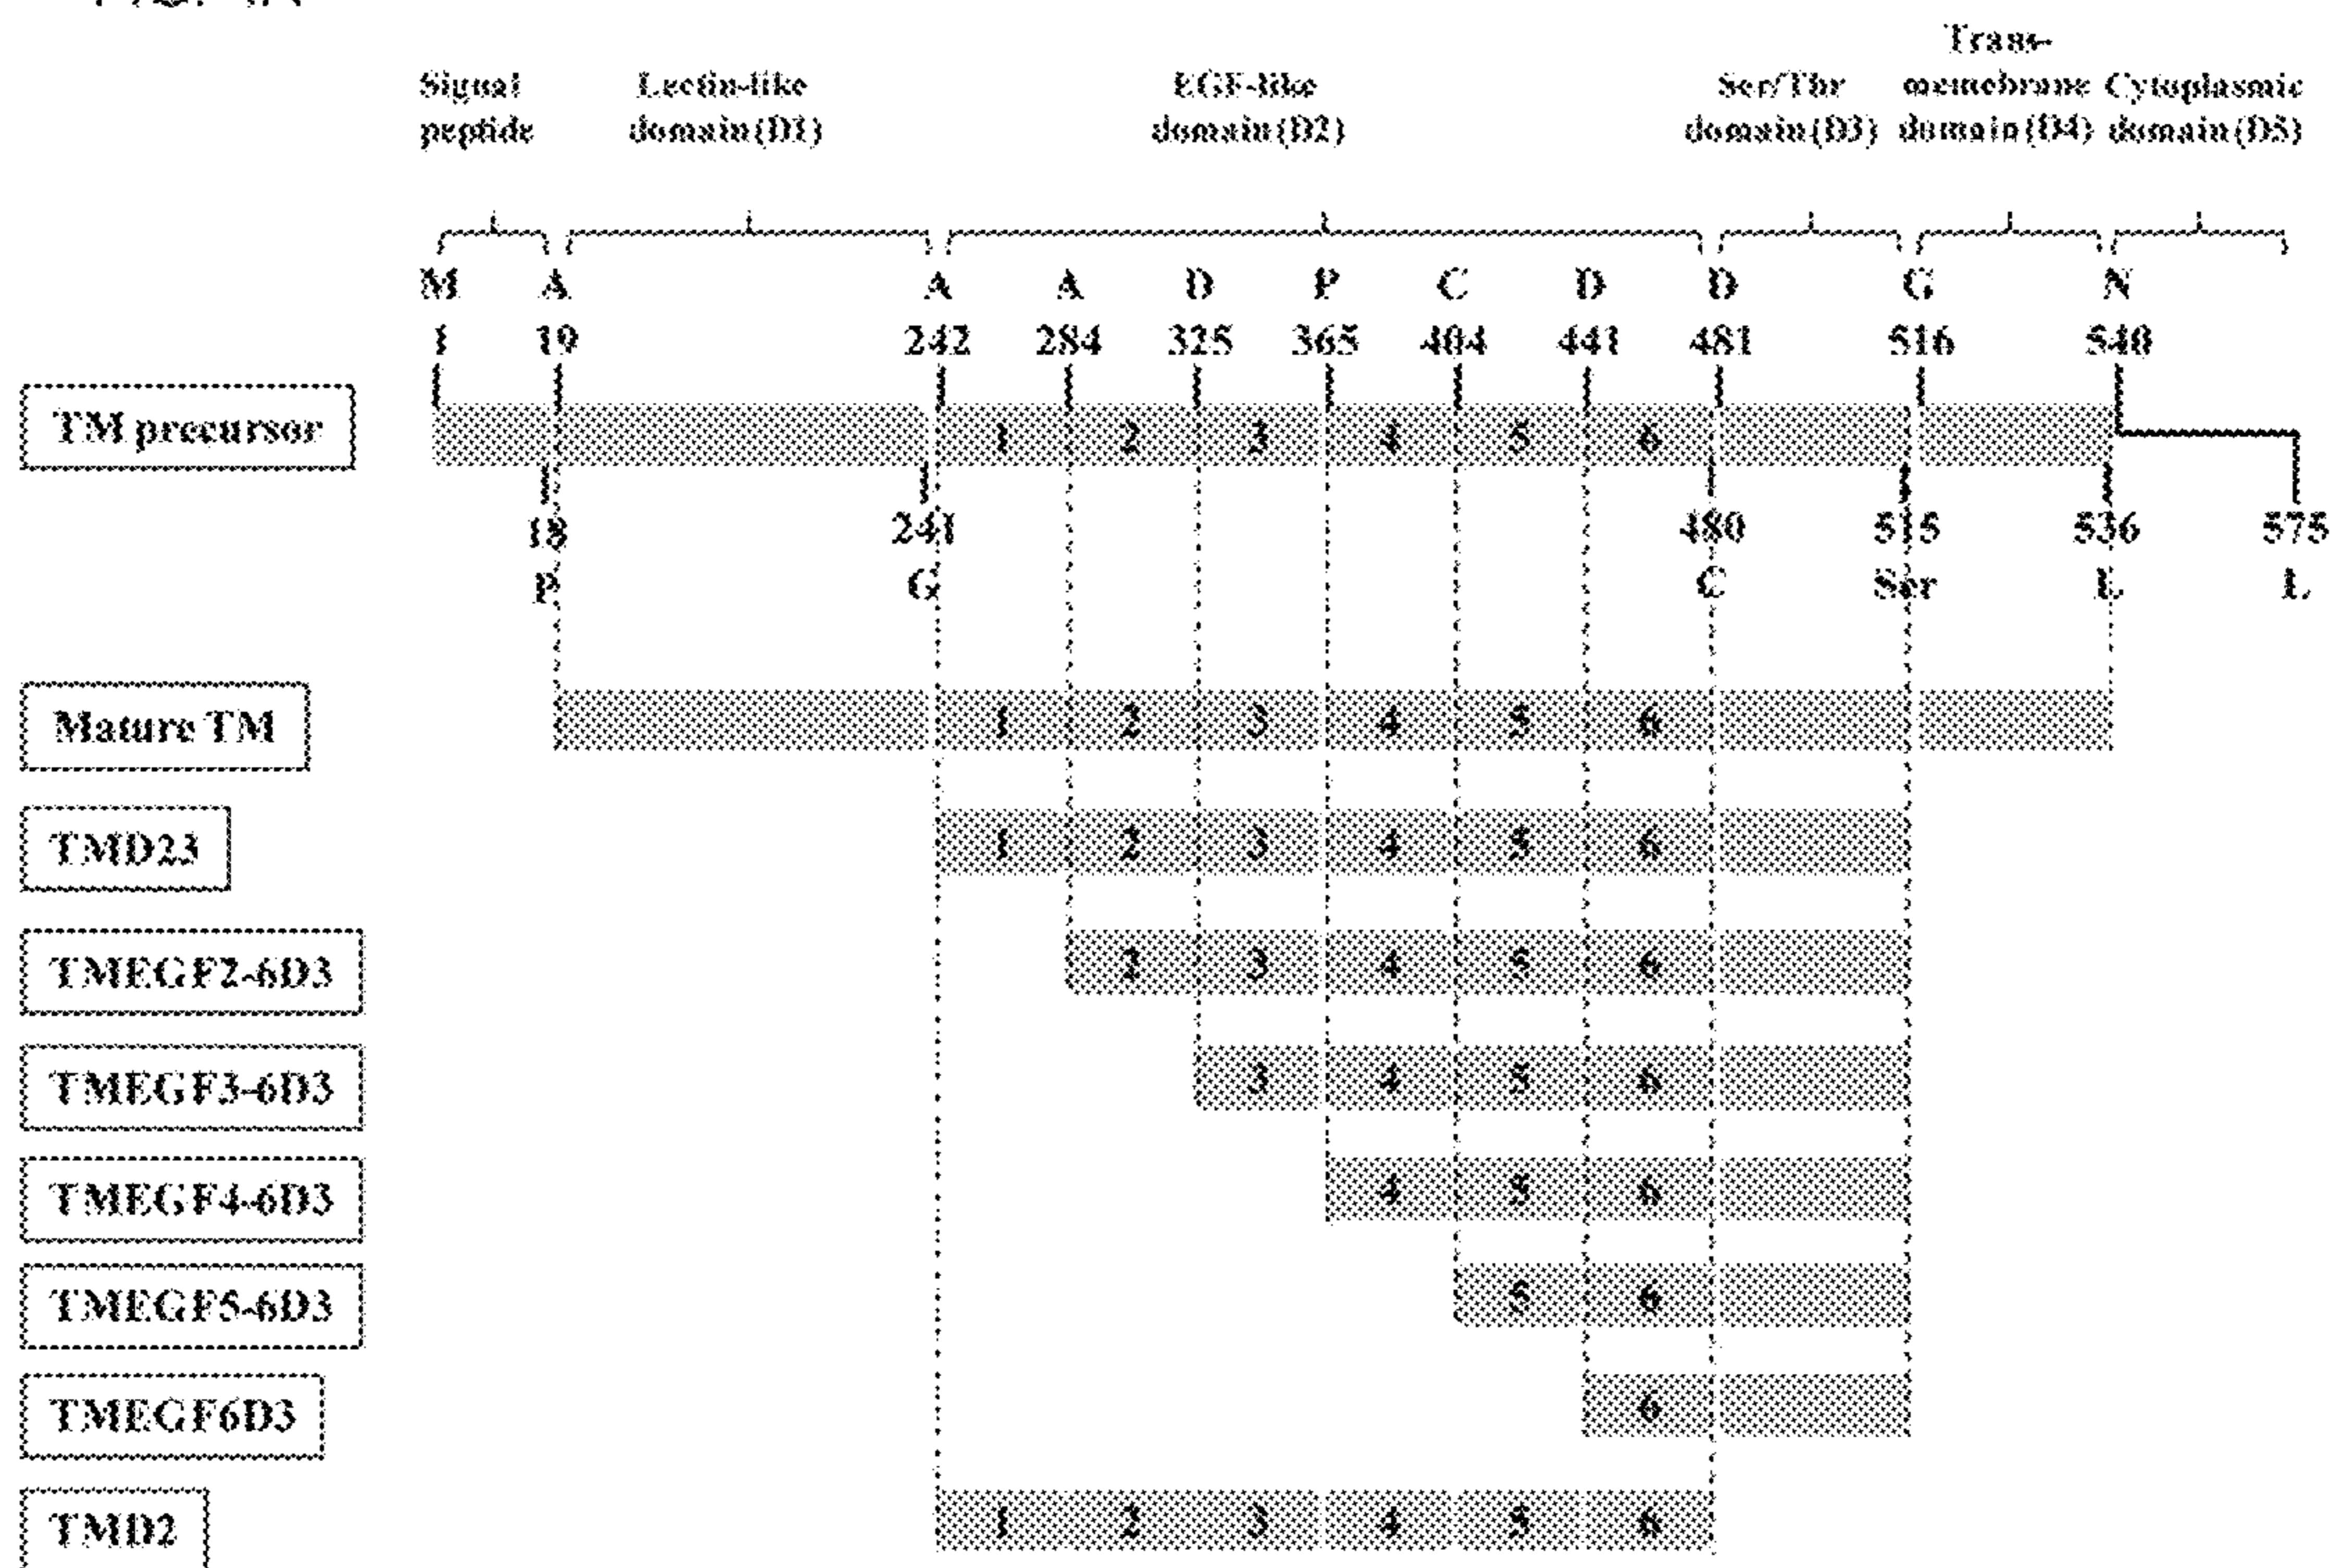 Trans-
Signal Lectin-like EGF-like Ser/Thr memebrane Cytoplasmic
peptide domain(D1) domain(D2) domain(D3) domain(D4) domain(D5)
M A A A D P C D D G N
1 19 242 284 325 365 404 441 481 516 540
TM precursor 1 2 3 4 5 6
18 241 480 515 536 575
P G C Ser L L
Mature TM 1 2 3 4 5 6
TMD23 1 2 3 4 5 6
TMEGF2-6D3 2 3 4 5 6
TMEGF3-6D3 3 4 5 6
TMEGF4-6D3 4 5 6
TMEGF5-6D3 5 6
TMEGF6D3 6
TMD2 1 2 3 4 5 6